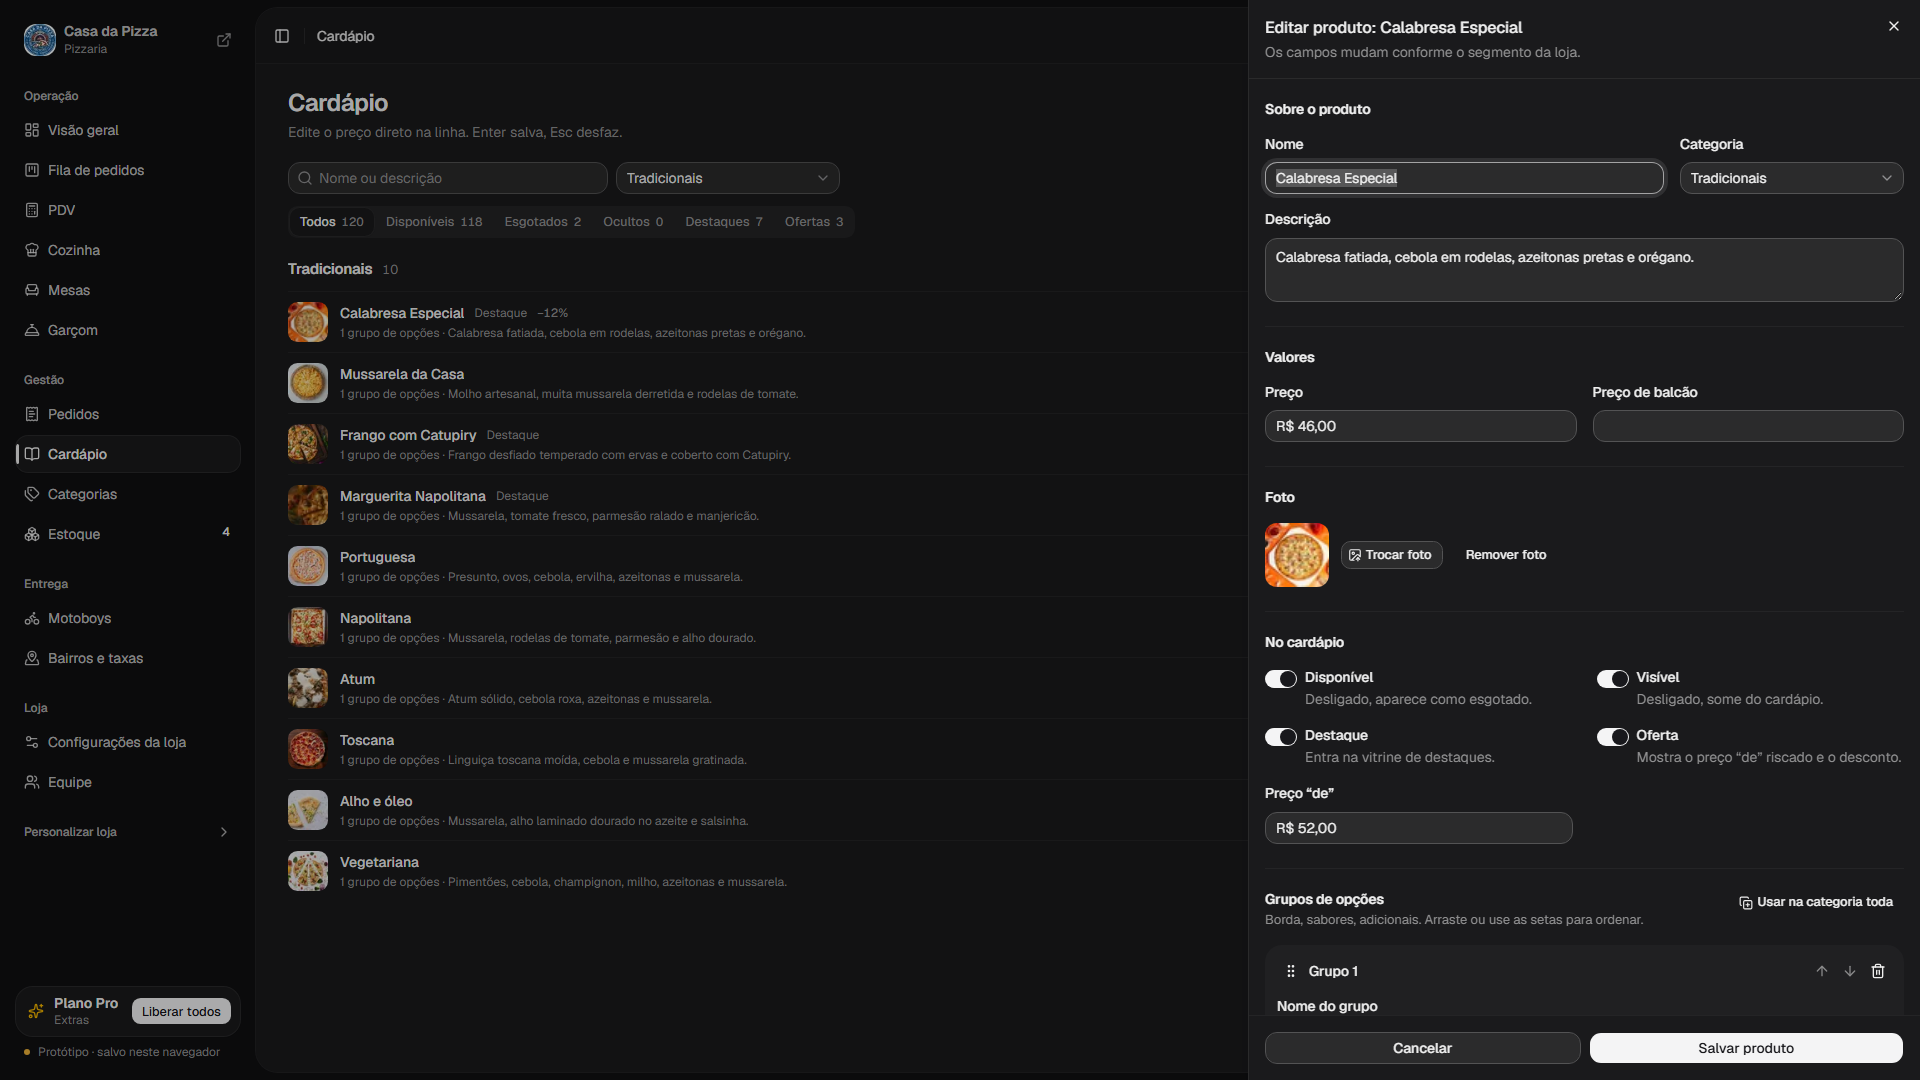 Casa da Pizza
Pizzaria
Operação
Visão geral
Fila de pedidos
PDV
Cozinha
Mesas
Garçom
Gestão
Pedidos
Cardápio
Categorias
Estoque 4
Entrega
Motoboys
Bairros e taxas
Loja
Configurações da loja
Equipe
Personalizar loja
Plano Pro
Extras
Liberar todos
Protótipo · salvo neste navegador
Cardápio
Cardápio
Edite o preço direto na linha. Enter salva, Esc desfaz.
Nome ou descrição
Tradicionais
Todos 120 Disponíveis 118 Esgotados 2 Ocultos 0 Destaques 7 Ofertas 3
Tradicionais 10
Calabresa Especial Destaque −12%
1 grupo de opções · Calabresa fatiada, cebola em rodelas, azeitonas pretas e orégano.
Mussarela da Casa
1 grupo de opções · Molho artesanal, muita mussarela derretida e rodelas de tomate.
Frango com Catupiry Destaque
1 grupo de opções · Frango desfiado temperado com ervas e coberto com Catupiry.
Marguerita Napolitana Destaque
1 grupo de opções · Mussarela, tomate fresco, parmesão ralado e manjericão.
Portuguesa
1 grupo de opções · Presunto, ovos, cebola, ervilha, azeitonas e mussarela.
Napolitana
1 grupo de opções · Mussarela, rodelas de tomate, parmesão e alho dourado.
Atum
1 grupo de opções · Atum sólido, cebola roxa, azeitonas e mussarela.
Toscana
1 grupo de opções · Linguiça toscana moída, cebola e mussarela gratinada.
Alho e óleo
1 grupo de opções · Mussarela, alho laminado dourado no azeite e salsinha.
Vegetariana
1 grupo de opções · Pimentões, cebola, champignon, milho, azeitonas e mussarela.
Editar produto: Calabresa Especial
Os campos mudam conforme o segmento da loja.
Sobre o produto
Nome
Calabresa Especial
Categoria
Tradicionais
Descrição
Calabresa fatiada, cebola em rodelas, azeitonas pretas e orégano.
Valores
Preço
R$ 46,00
Preço de balcão
Foto
Trocar foto
Remover foto
No cardápio
Disponível
Desligado, aparece como esgotado.
Visível
Desligado, some do cardápio.
Destaque
Entra na vitrine de destaques.
Oferta
Mostra o preço “de” riscado e o desconto.
Preço “de”
R$ 52,00
Grupos de opções
Borda, sabores, adicionais. Arraste ou use as setas para ordenar.
Usar na categoria toda
Grupo 1
Nome do grupo
Cancelar
Salvar produto